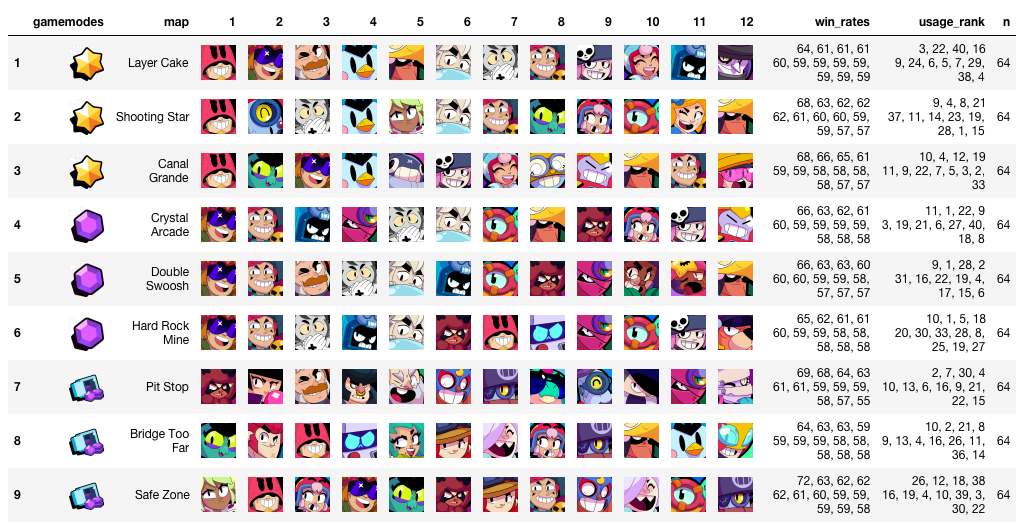 gamemodes map 1 2 3 4 5 6 7 8 9 10 11 12 win_rates usage_rank n
1 Layer Cake 64, 61, 61, 61 3, 22, 40, 16 64
60, 59, 59, 59, 59, 9, 24, 6, 5, 7, 29,
59, 59, 59 38, 4
2 Shooting Star 68, 63, 62, 62 9, 4, 8, 21 64
62, 61, 60, 60, 59, 37, 11, 14, 23, 19,
59, 57, 57 28, 1, 15
3 Canal Grande 68, 66, 65, 61 10, 4, 12, 19 64
59, 59, 58, 58, 58, 11, 9, 22, 7, 5, 3, 2,
58, 57, 57 33
4 Crystal Arcade 66, 63, 62, 61 11, 1, 22, 9 64
60, 59, 59, 59, 59, 3, 19, 21, 6, 27, 40,
58, 58, 58 18, 8
5 Double Swoosh 66, 63, 63, 60 9, 1, 28, 2 64
60, 60, 59, 59, 58, 31, 16, 22, 19, 4,
57, 57, 57 17, 15, 6
6 Hard Rock Mine 65, 62, 61, 61 10, 1, 5, 18 64
60, 59, 59, 58, 58, 20, 30, 33, 28, 8,
58, 58, 58 25, 19, 27
7 Pit Stop 69, 68, 64, 63 2, 7, 30, 4 64
61, 61, 59, 59, 59, 10, 13, 6, 16, 9, 21,
58, 57, 55 22, 15
8 Bridge Too Far 64, 63, 63, 59 10, 2, 21, 8 64
59, 59, 59, 58, 58, 9, 13, 4, 16, 26, 11,
58, 58, 58 36, 14
9 Safe Zone 72, 63, 62, 62 26, 12, 18, 38 64
62, 61, 60, 59, 59, 16, 19, 4, 10, 39, 3,
59, 59, 58 30, 22